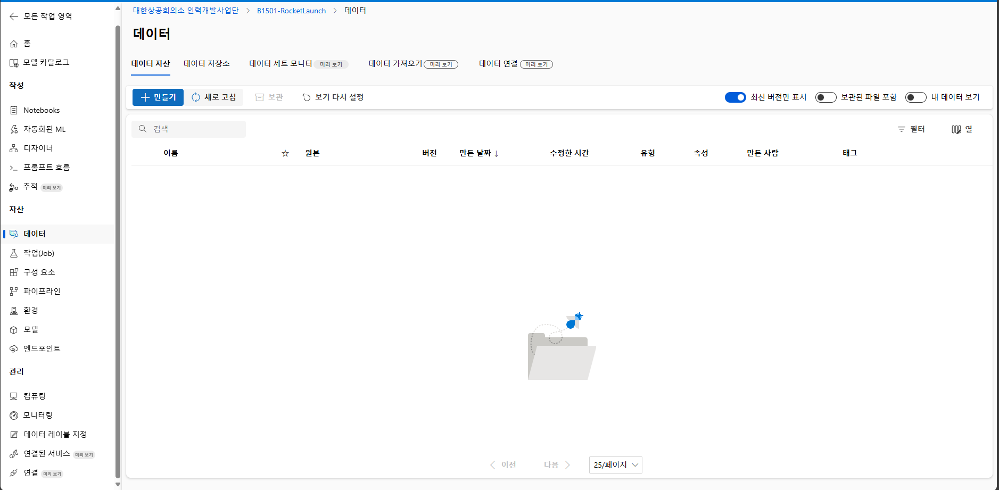 모든 작업 영역
홈
모델 카탈로그
작성
Notebooks
자동화된 ML
디자이너
프롬프트 흐름
추적 미리 보기
자산
데이터
작업(Job)
구성 요소
파이프라인
환경
모델
엔드포인트
관리
컴퓨팅
모니터링
데이터 레이블 지정
연결된 서비스 미리 보기
연결 미리 보기
대한상공회의소 인력개발사업단 > B1501-RocketLaunch > 데이터
데이터
데이터 자산 데이터 저장소 데이터 세트 모니터 미리 보기 데이터 가져오기 미리 보기 데이터 연결 미리 보기
만들기 새로 고침 보관 보기 다시 설정 최신 버전만 표시 보관된 파일 포함 내 데이터 보기
검색 필터 열
이름 원본 버전 만든 날짜 ↓ 수정한 시간 유형 속성 만든 사람 태그
이전 다음 25/페이지